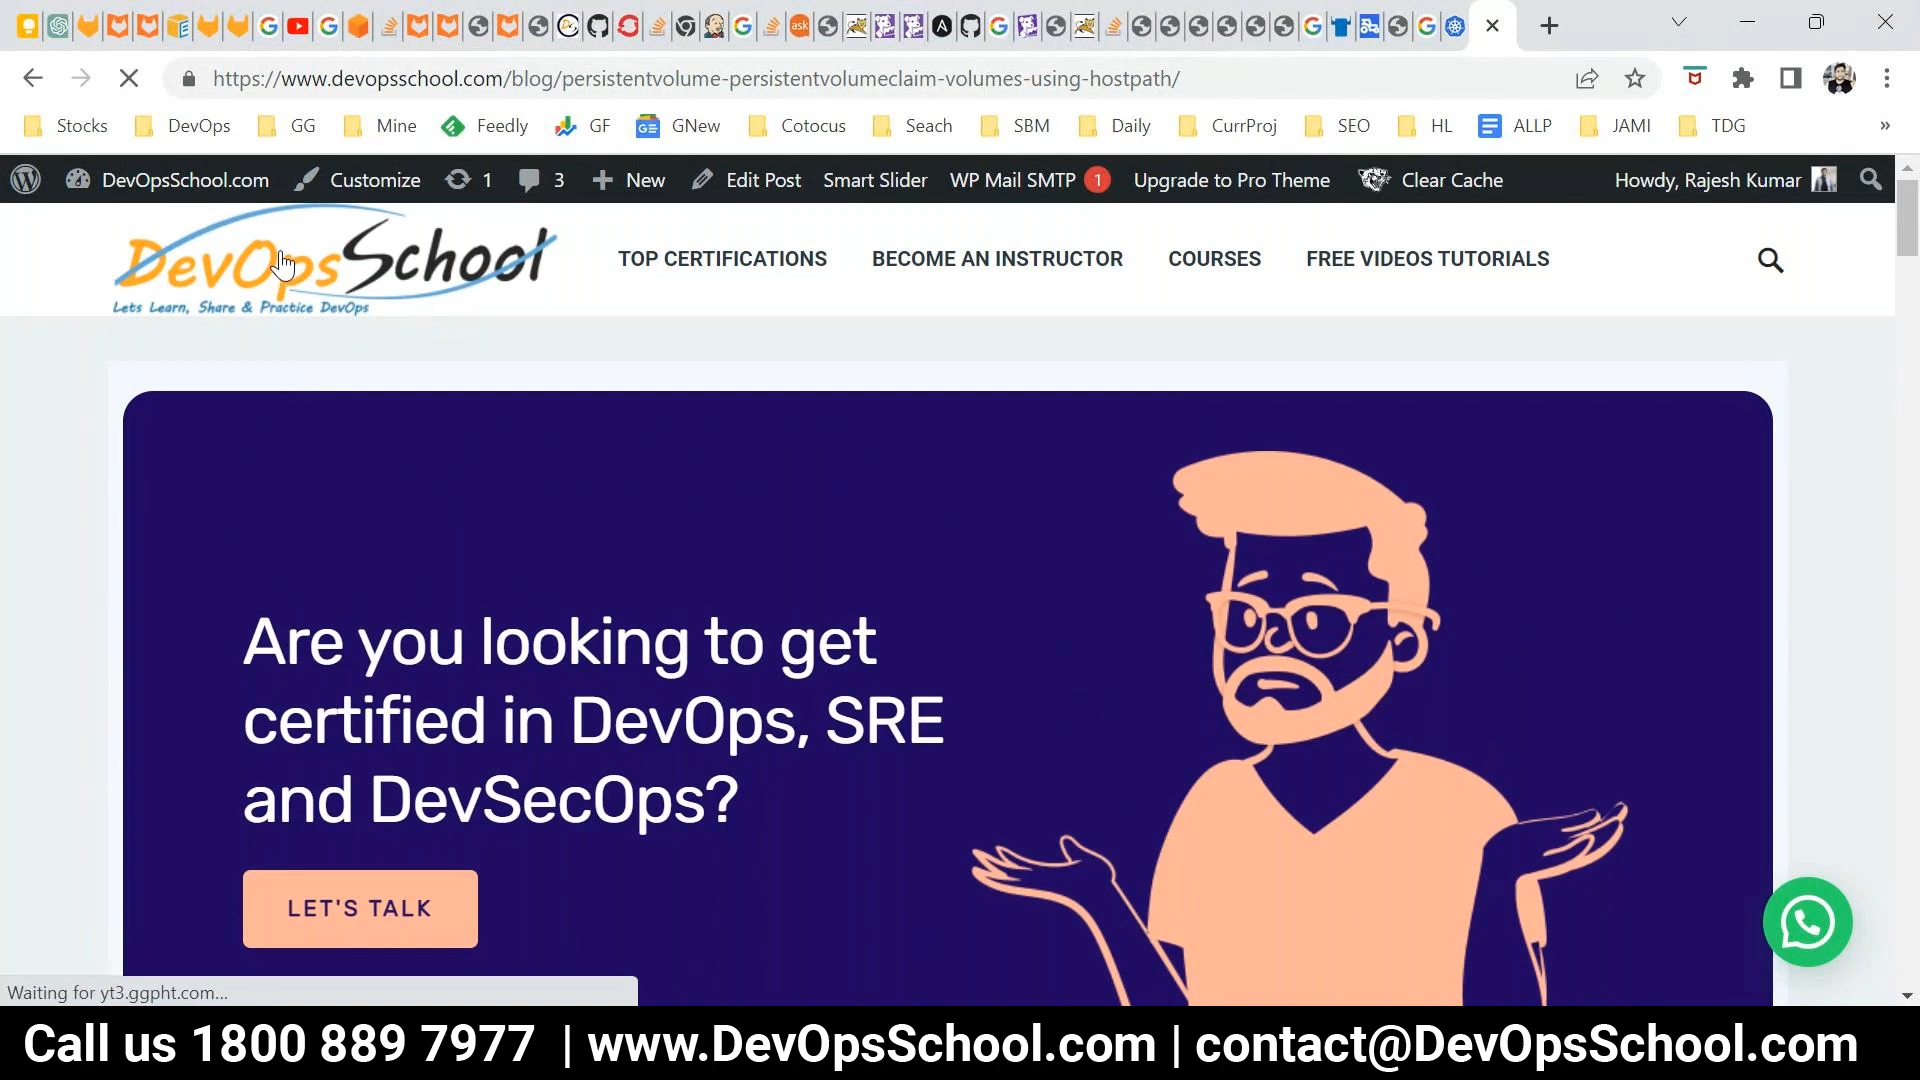 https://www.devopsschool.com/blog/persistentvolume-persistentvolumeclaim-volumes-using-hostpath/
Stocks DevOps GG Mine Feedly GF GNew Cotocus Seach SBM Daily CurrProj SEO HL ALLP JAMI TDG »
DevOpsSchool.com Customize 1 3 New Edit Post Smart Slider WP Mail SMTP 1 Upgrade to Pro Theme Clear Cache Howdy, Rajesh Kumar
DevOpsSchool
Lets Learn, Share & Practice DevOps
TOP CERTIFICATIONS BECOME AN INSTRUCTOR COURSES FREE VIDEOS TUTORIALS
Are you looking to get
certified in DevOps, SRE
and DevSecOps?
LET'S TALK
Waiting for yt3.ggpht.com...
Call us 1800 889 7977 | www.DevOpsSchool.com | contact@DevOpsSchool.com